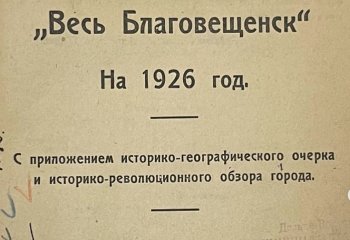 „Весь Благовещенск“
На 1926 год.
С приложением историко-географического очерка
и историко-революционного обзора города.